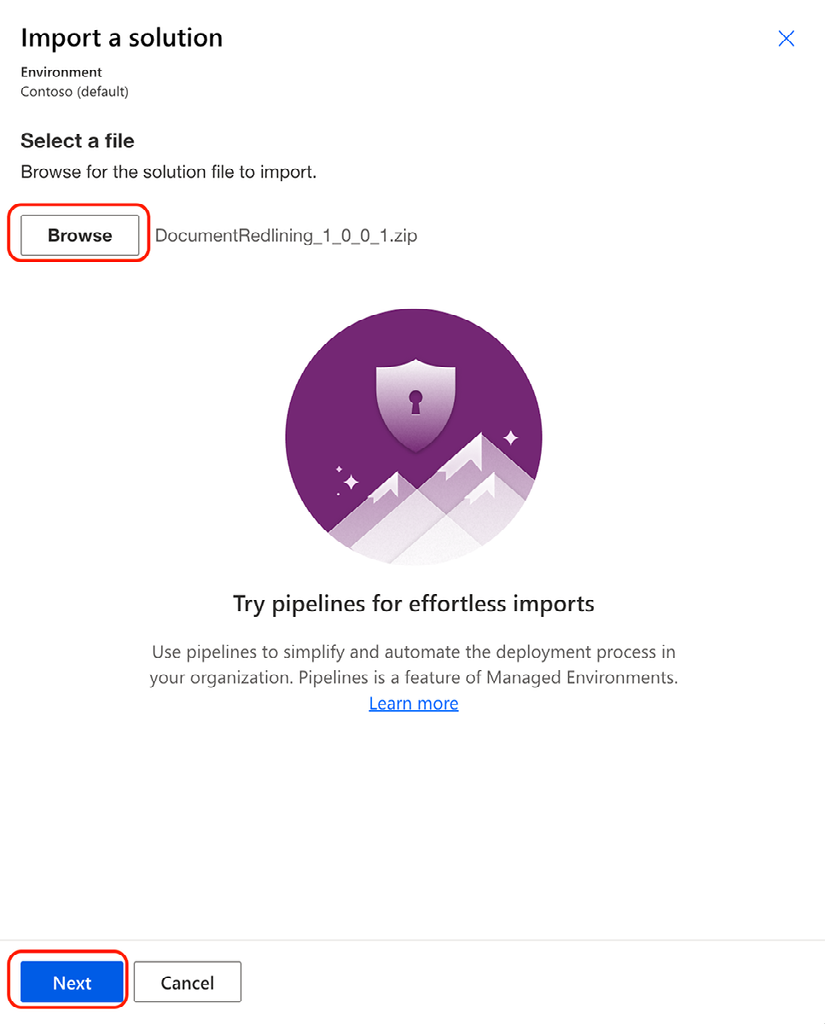 Import a solution
Environment
Contoso (default)
Select a file
Browse for the solution file to import.
Browse
DocumentRedlining_1_0_0_1.zip
Try pipelines for effortless imports
Use pipelines to simplify and automate the deployment process in
your organization. Pipelines is a feature of Managed Environments.
Learn more
Next
Cancel